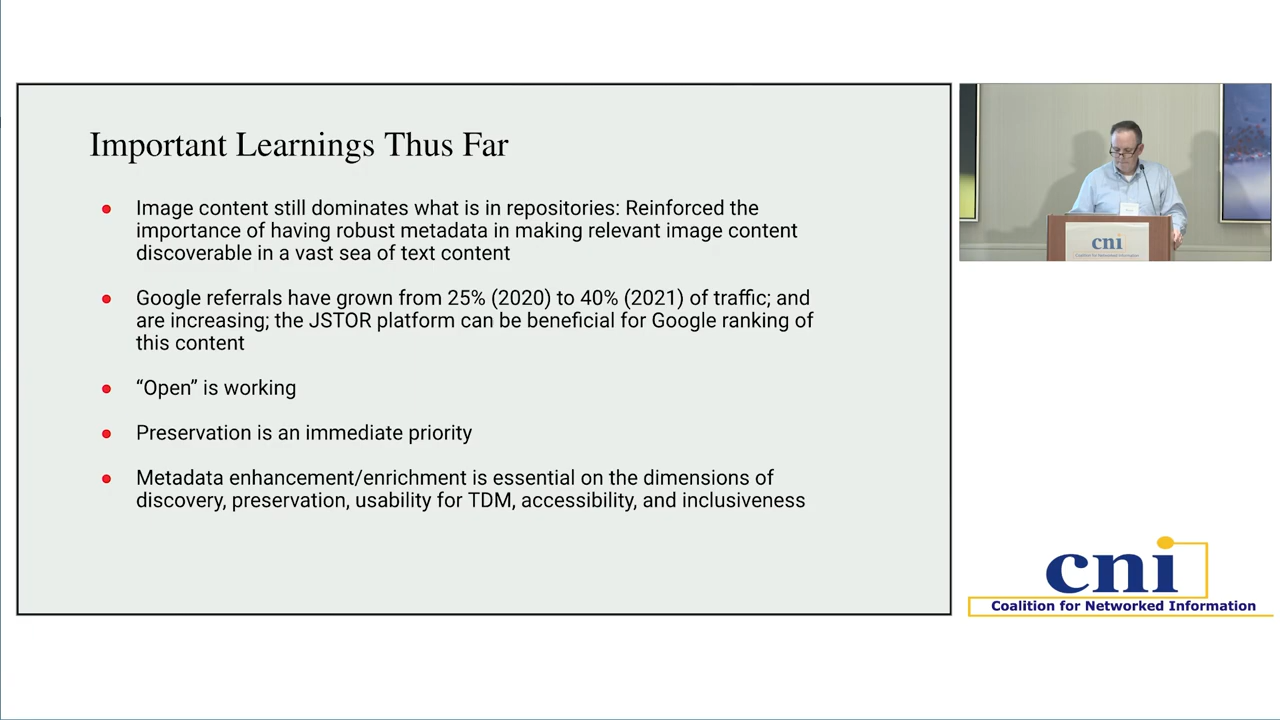 Important Learnings Thus Far
Image content still dominates what is in repositories: Reinforced the
importance of having robust metadata in making relevant image content
discoverable in a vast sea of text content
Google referrals have grown from 25% (2020) to 40% (2021) of traffic; and
are increasing; the JSTOR platform can be beneficial for Google ranking of
this content
“Open” is working
Preservation is an immediate priority
Metadata enhancement/enrichment is essential on the dimensions of
discovery, preservation, usability for TDM, accessibility, and inclusiveness
cni
Coalition for Networked Information
cni
Coalition for Networked Information